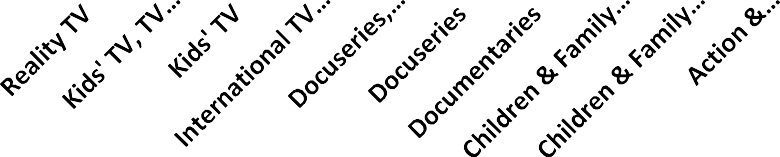 Reality TV
Kids' TV, TV...
Kids' TV
International TV...
Docuseries,...
Docuseries
Documentaries
Children & Family...
Children & Family...
Action &...